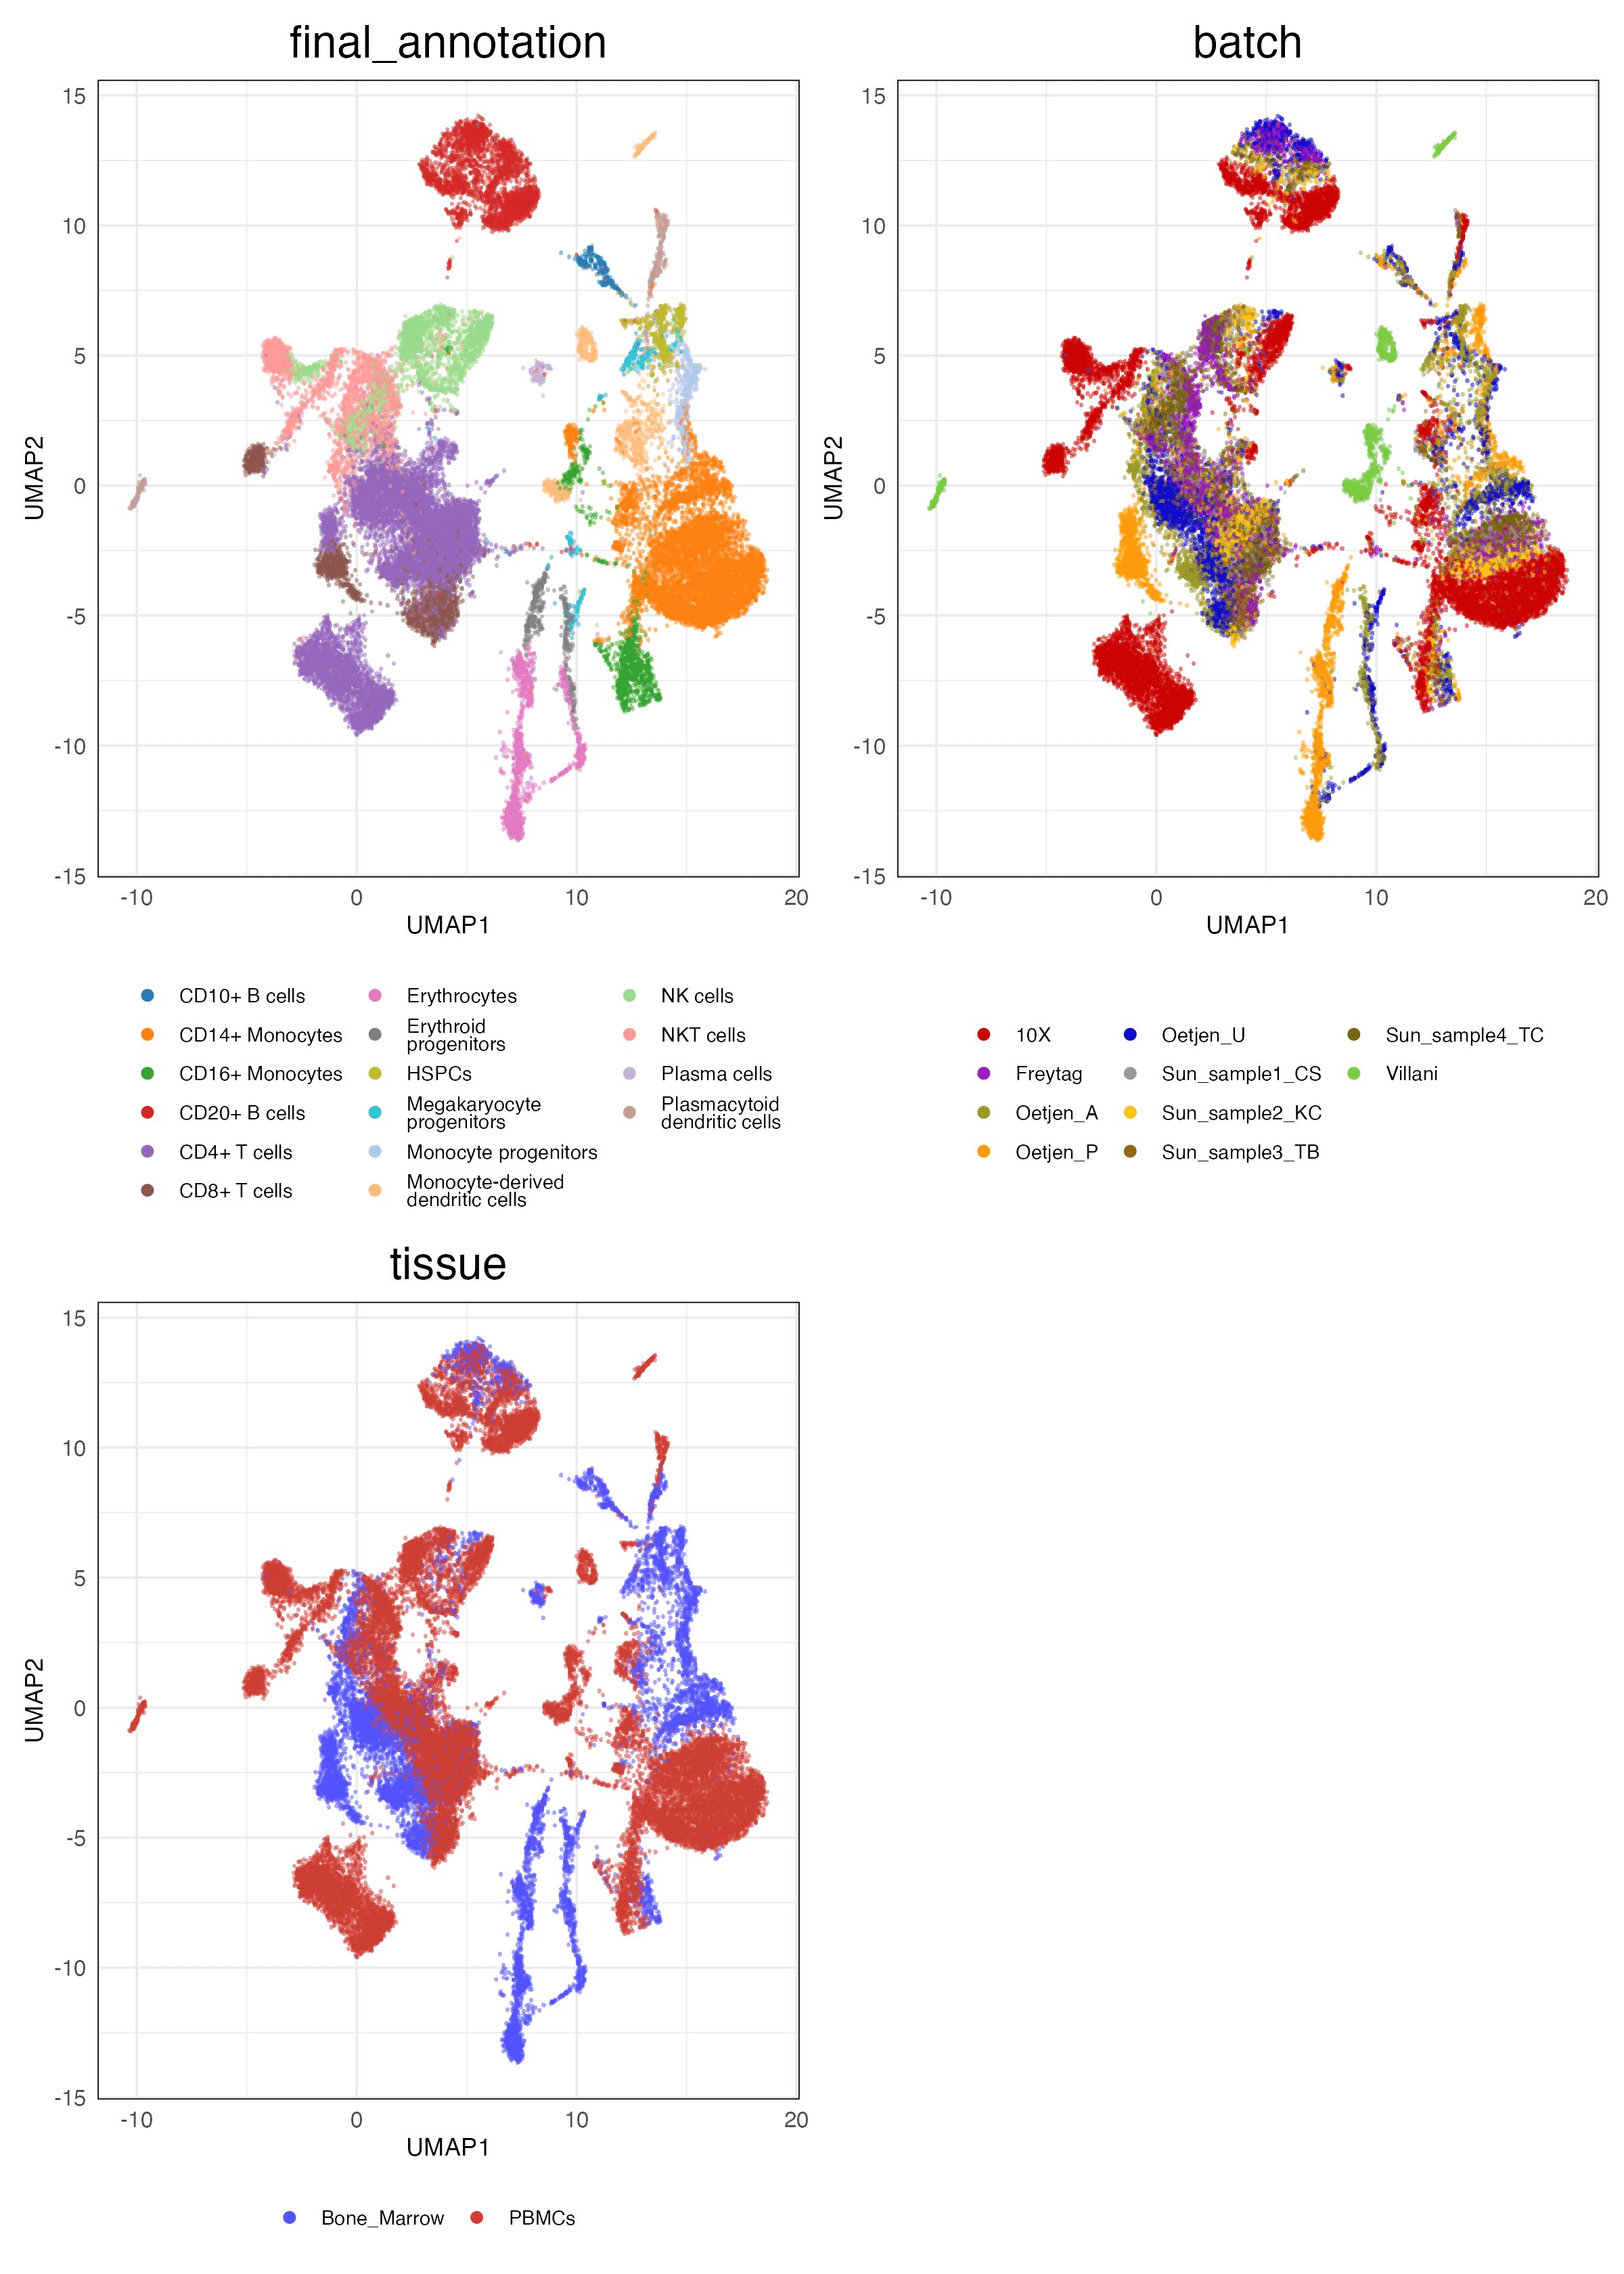 final_annotation
batch
15
10
5
0
-5
-10
-15
UMAP2
-10
0
10
20
UMAP1
15
10
5
0
-5
-10
-15
UMAP2
-10
0
10
20
UMAP1
CD10+ B cells
CD14+ Monocytes
CD16+ Monocytes
CD20+ B cells
CD4+ T cells
CD8+ T cells
Erythrocytes
Erythroid
progenitors
HSPCs
Megakaryocyte
progenitors
Monocyte progenitors
Monocyte-derived
dendritic cells
NK cells
NKT cells
Plasma cells
Plasmacytoid
dendritic cells
10X
Freytag
Oetjen_A
Oetjen_P
Oetjen_U
Sun_sample1_CS
Sun_sample2_KC
Sun_sample3_TB
Sun_sample4_TC
Villani
tissue
15
10
5
0
-5
-10
-15
UMAP2
-10
0
10
20
UMAP1
Bone_Marrow
PBMCs